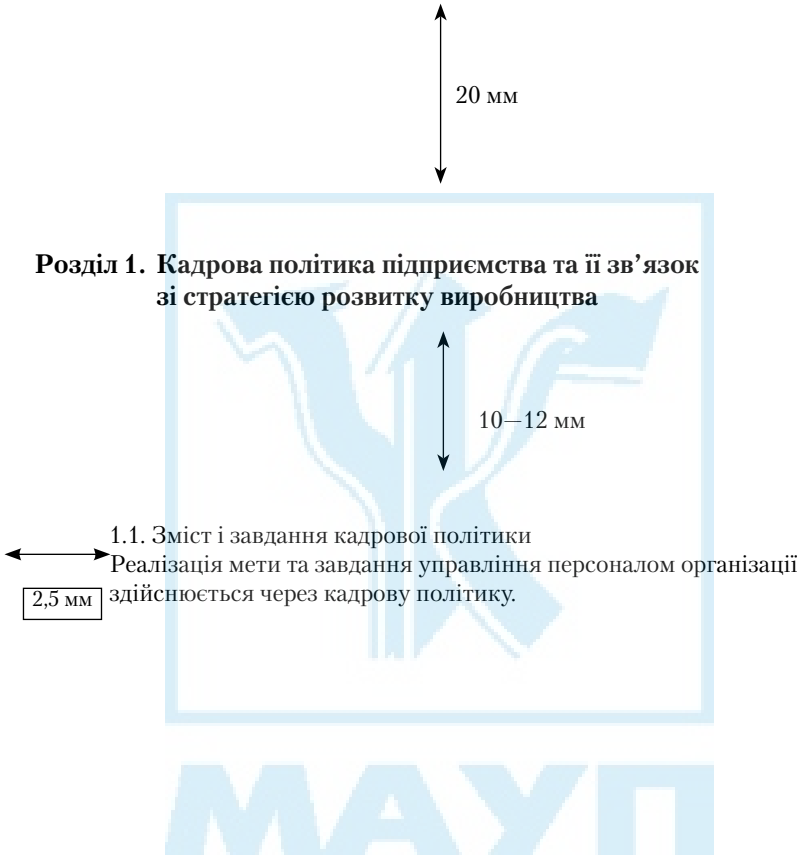 20 мм
Розділ 1. Кадрова політика підприємства та її зв’язок
зі стратегією розвитку виробництва
10—12 мм
1.1. Зміст і завдання кадрової політики
Реалізація мети та завдання управління персоналом організації
2,5 мм здійснюється через кадрову політику.
МАУП